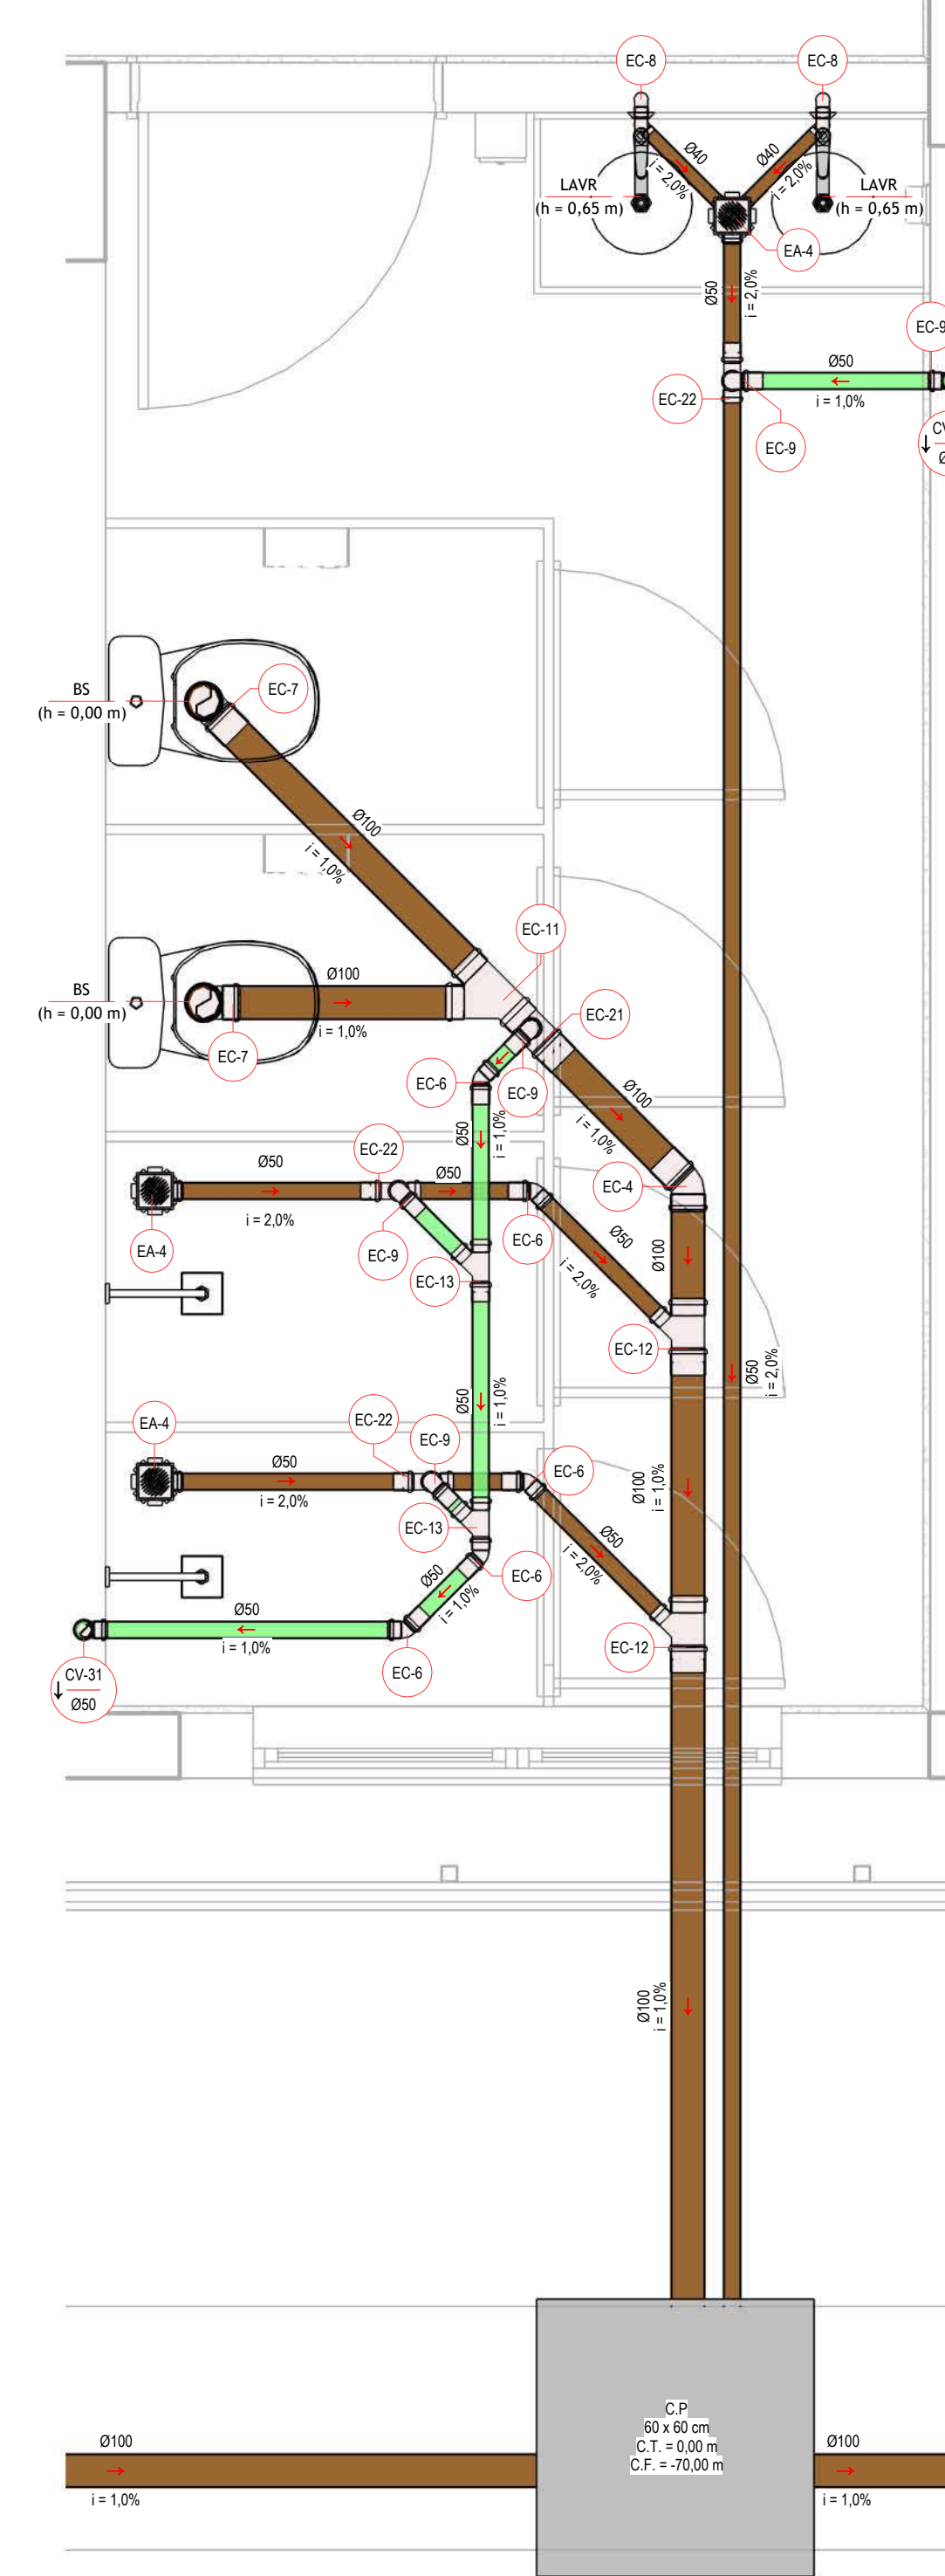 EC-8
EC-8
Ø40
i = 2,0%
Ø40
i = 2,0%
LAVR
(h = 0,65 m)
LAVR
(h = 0,65 m)
EA-4
Ø50
i = 2,0%
EC-9
Ø50
i = 1,0%
EC-22
EC-9
CV
Ø
BS
(h = 0,00 m)
EC-7
Ø100
i = 1,0%
EC-11
BS
(h = 0,00 m)
Ø100
i = 1,0%
EC-7
EC-21
EC-6
EC-9
Ø100
i = 1,0%
Ø50
i = 1,0%
EC-22
Ø50
i = 2,0%
Ø50
EC-4
EA-4
EC-9
EC-6
EC-13
Ø50
i = 2,0%
Ø100
EC-12
Ø50
i = 2,0%
Ø50
i = 1,0%
EA-4
EC-22
EC-9
Ø50
i = 2,0%
EC-6
Ø100
i = 1,0%
EC-13
Ø50
i = 2,0%
EC-6
Ø50
i = 1,0%
Ø50
i = 1,0%
EC-6
EC-12
CV-31
Ø50
Ø100
i = 1,0%
C.P
60 x 60 cm
C.T. = 0,00 m
C.F. = -70,00 m
Ø100
i = 1,0%
Ø100
i = 1,0%